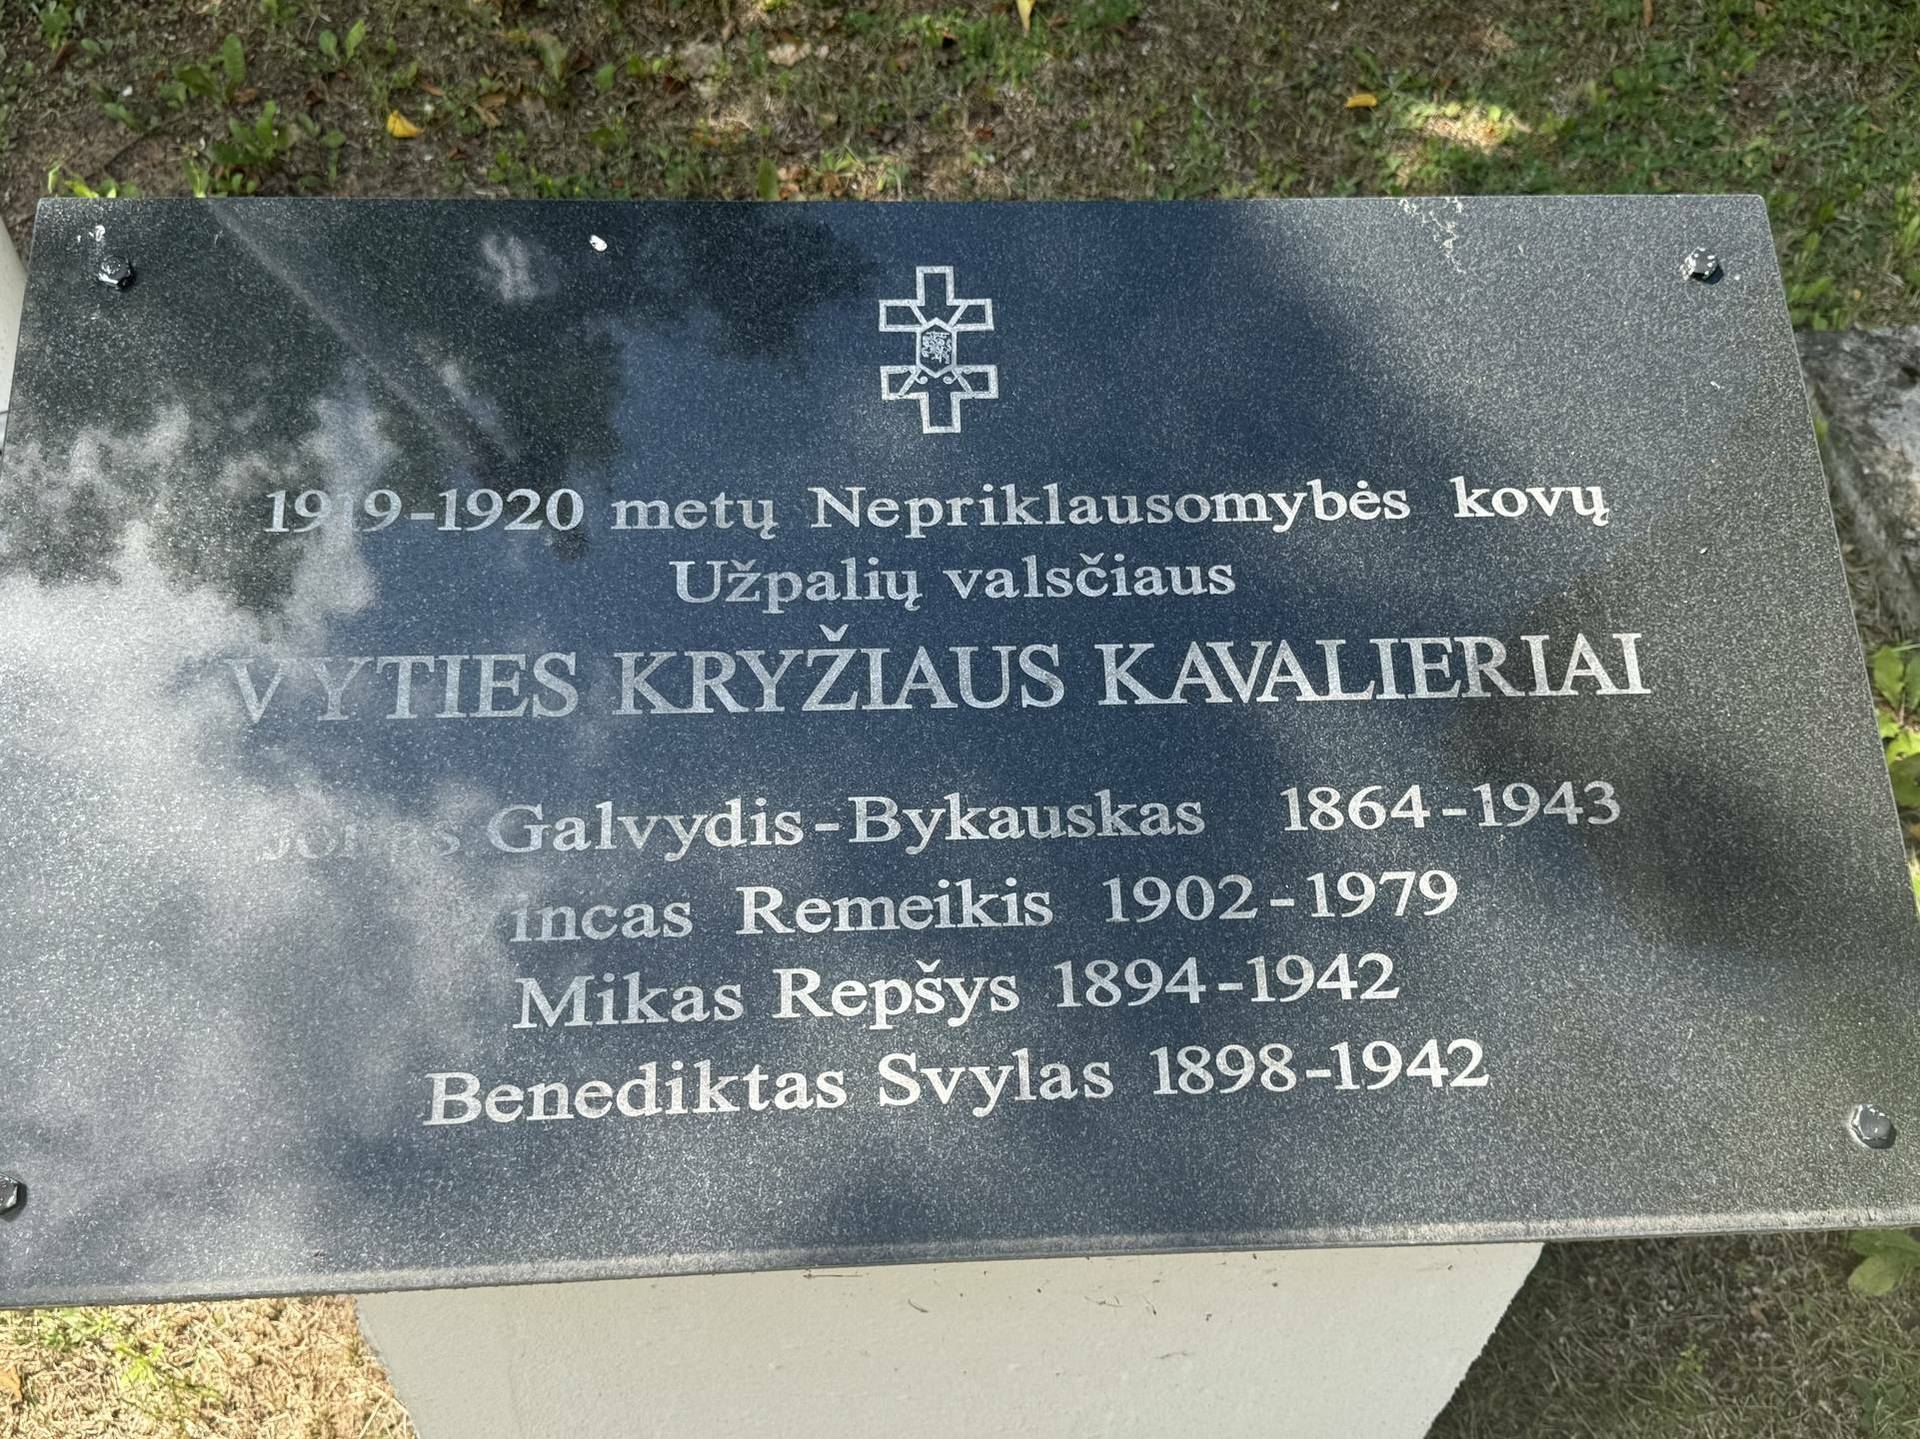 1919-1920 metų Nepriklausomybės kovų
Užpalių valsčiaus
VYTIES KRYŽIAUS KAVALIERIAI
Galvydis-Bykauskas 1864-1943
Remeikis 1902-1979
Mikas Repšys 1894-1942
Benediktas Svylas 1898-1942